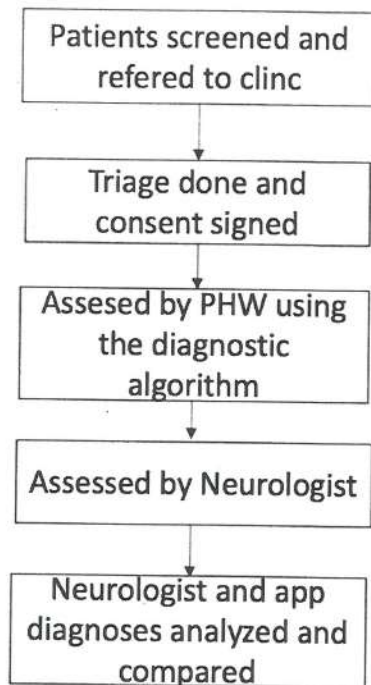 Patients screened and
refered to clinc
Triage done and
consent signed
Assesed by PHW using
the diagnostic
algorithm
Assessed by Neurologist
Neurologist and app
diagnoses analyzed and
compared